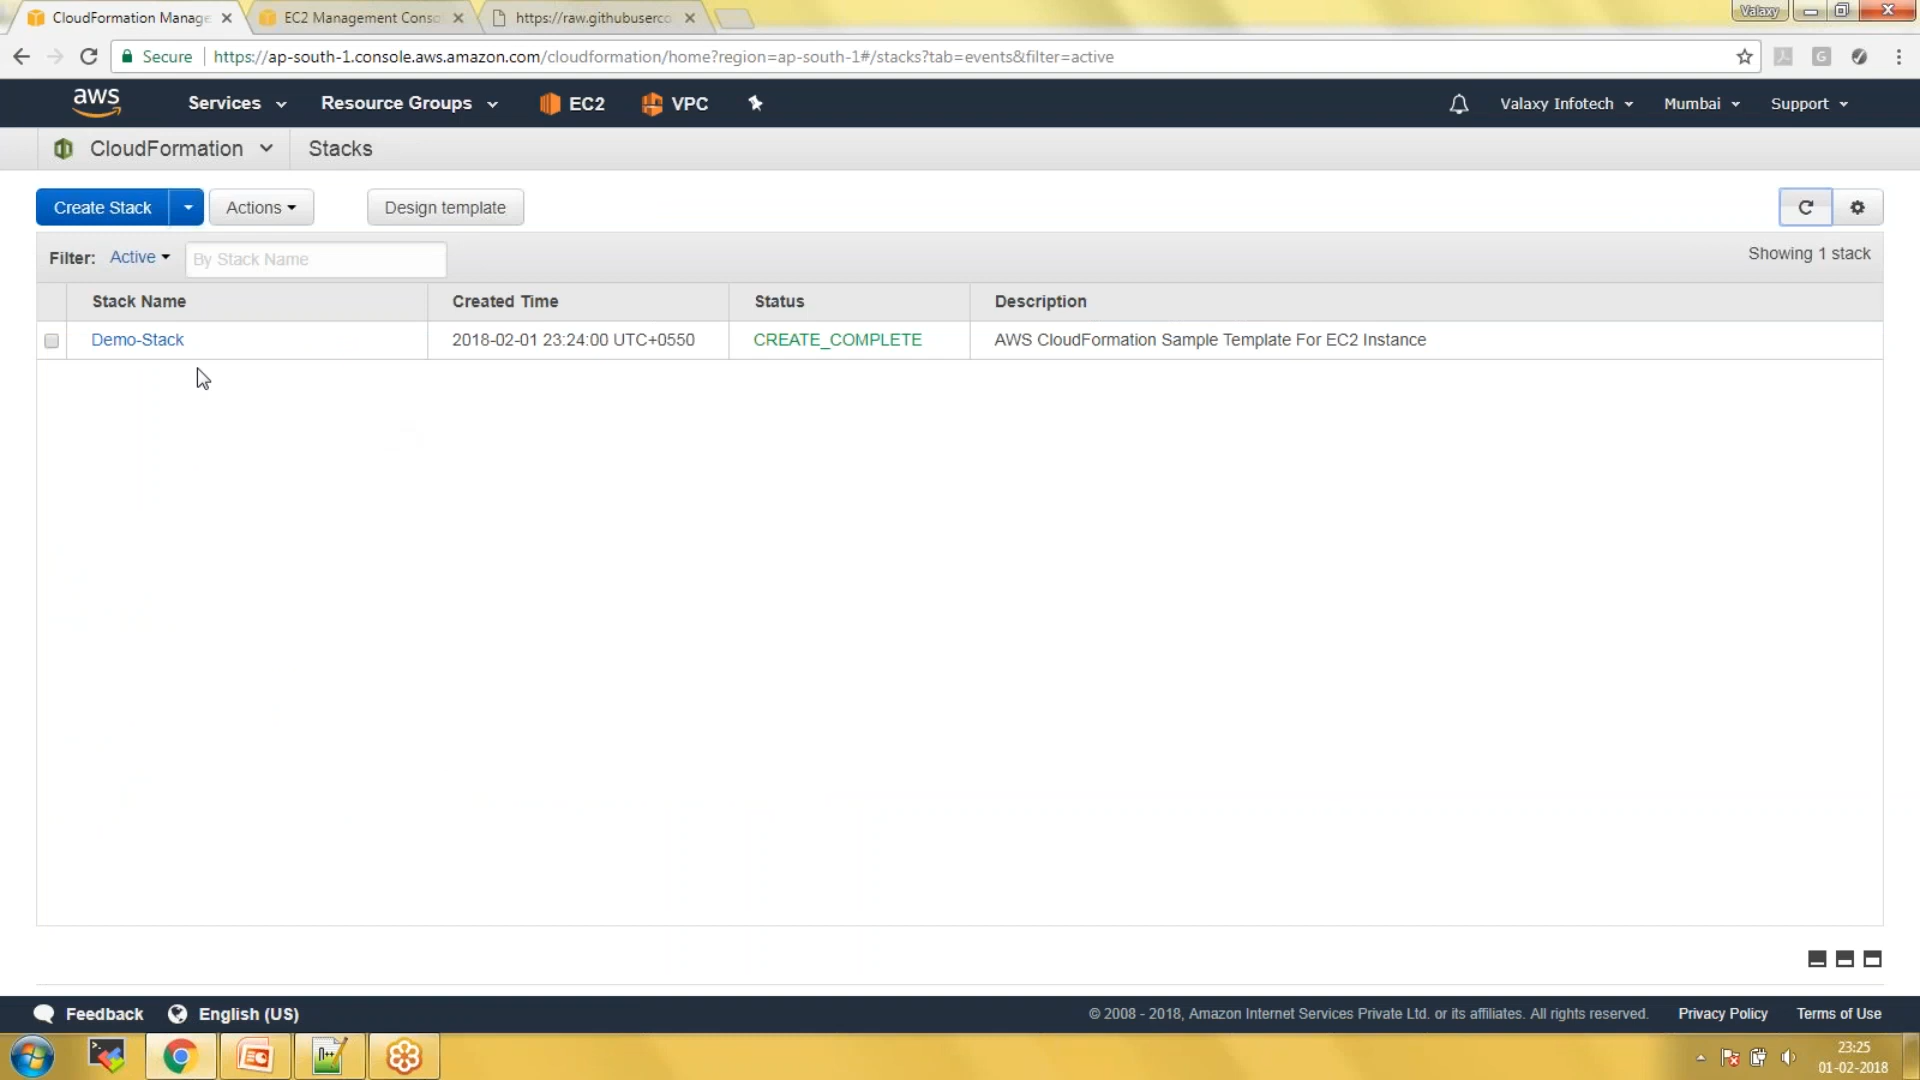 CloudFormation Manage
EC2 Management Conso
https://raw.githubuserco
Valaxy
Secure
https://ap-south-1.console.aws.amazon.com/cloudformation/home?region=ap-south-1#/stacks?tab=events&filter=active
aws
Services
Resource Groups
EC2
VPC
Valaxy Infotech
Mumbai
Support
CloudFormation
Stacks
Create Stack
Actions
Design template
Filter: Active
By Stack Name
Showing 1 stack
Stack Name
Created Time
Status
Description
Demo-Stack
2018-02-01 23:24:00 UTC+0550
CREATE_COMPLETE
AWS CloudFormation Sample Template For EC2 Instance
Feedback
English (US)
© 2008 - 2018, Amazon Internet Services Private Ltd. or its affiliates. All rights reserved.
Privacy Policy
Terms of Use
23:25
01-02-2018